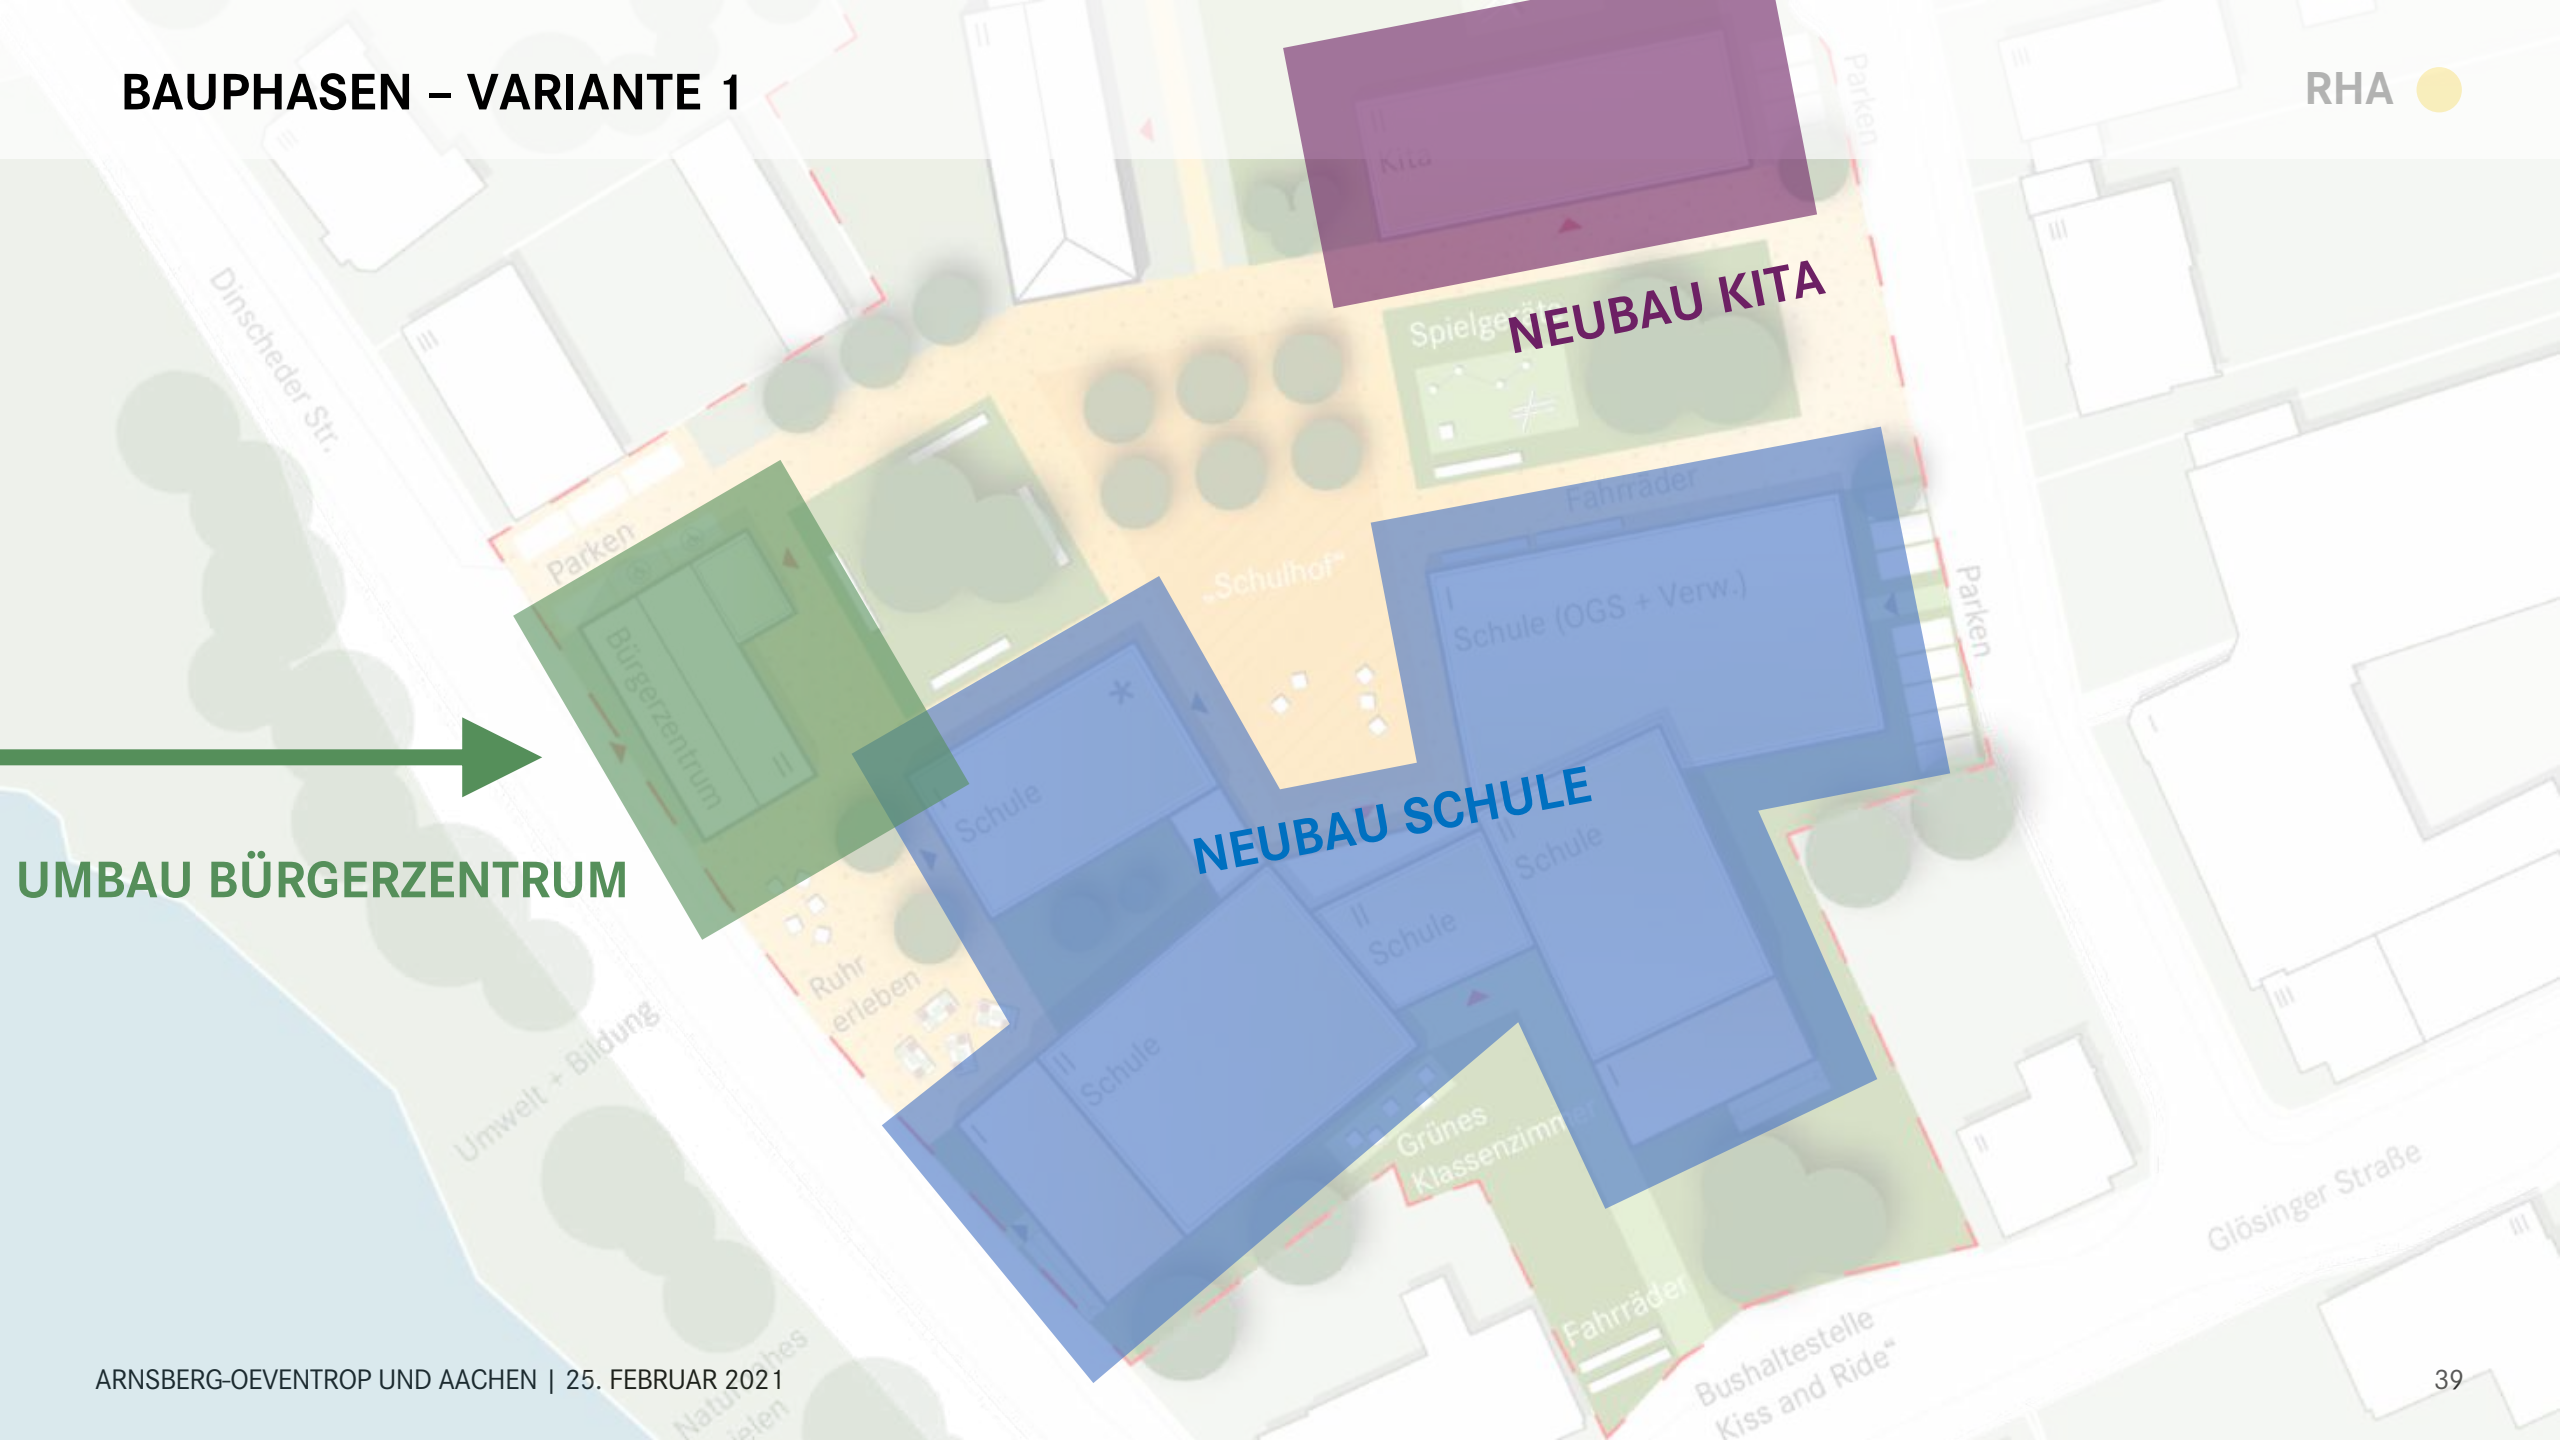 BAUPHASEN – VARIANTE 1
RHA
Parken
Kita
NEUBAU KITA
Spielgeräte
Dinscheder Str.
Fahrräder
Parken
„Schulhof“
Schule (OGS + Verw.)
Parken
Bürgerzentrum
Schule
NEUBAU SCHULE
Schule
UMBAU BÜRGERZENTRUM
Schule
Ruhr
erleben
Schule
Umwelt + Bildung
Grünes
Klassenzimmer
Glösinger Straße
Fahrräder
Bushaltestelle
Kiss and Ride“
ARNSBERG-OEVENTROP UND AACHEN | 25. FEBRUAR 2021
39